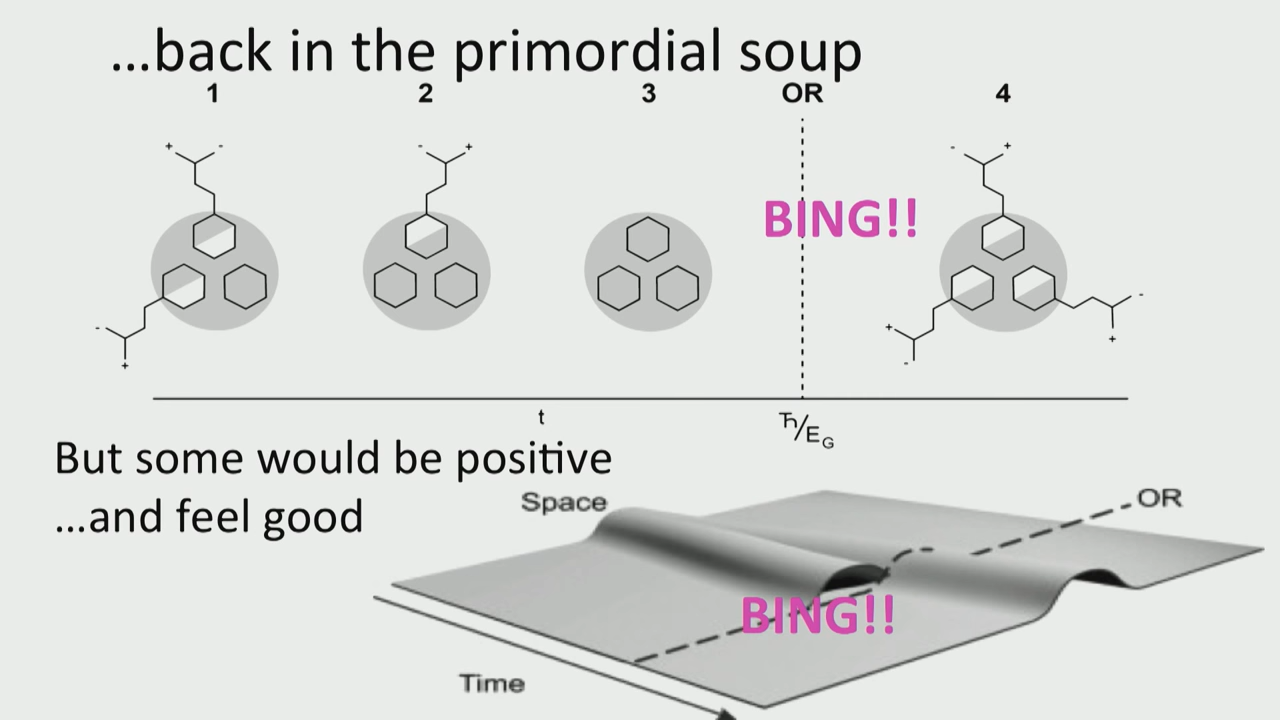 ...back in the primordial soup
1 2 3 OR 4
+ - - + - +
BING!!
- + + - - +
t
ħ/E_G
But some would be positive
...and feel good
Space
OR
BING!!
Time